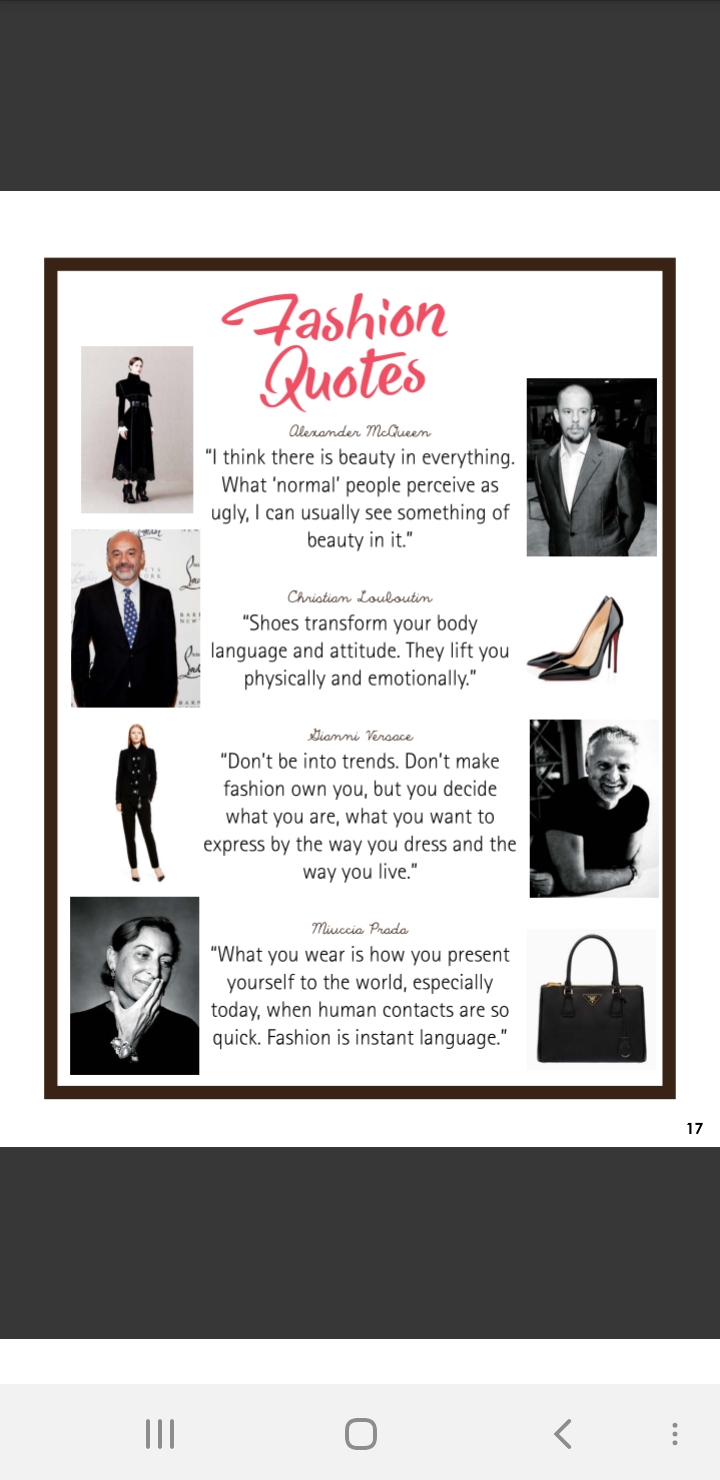 Fashion
Quotes
Alexander McQueen
“I think there is beauty in everything.
What ‘normal’ people perceive as
ugly, I can usually see something of
beauty in it.”
Christian Louboutin
“Shoes transform your body
language and attitude. They lift you
physically and emotionally.”
Gianni Versace
“Don’t be into trends. Don’t make
fashion own you, but you decide
what you are, what you want to
express by the way you dress and the
way you live.”
Miuccia Prada
“What you wear is how you present
yourself to the world, especially
today, when human contacts are so
quick. Fashion is instant language.”
17